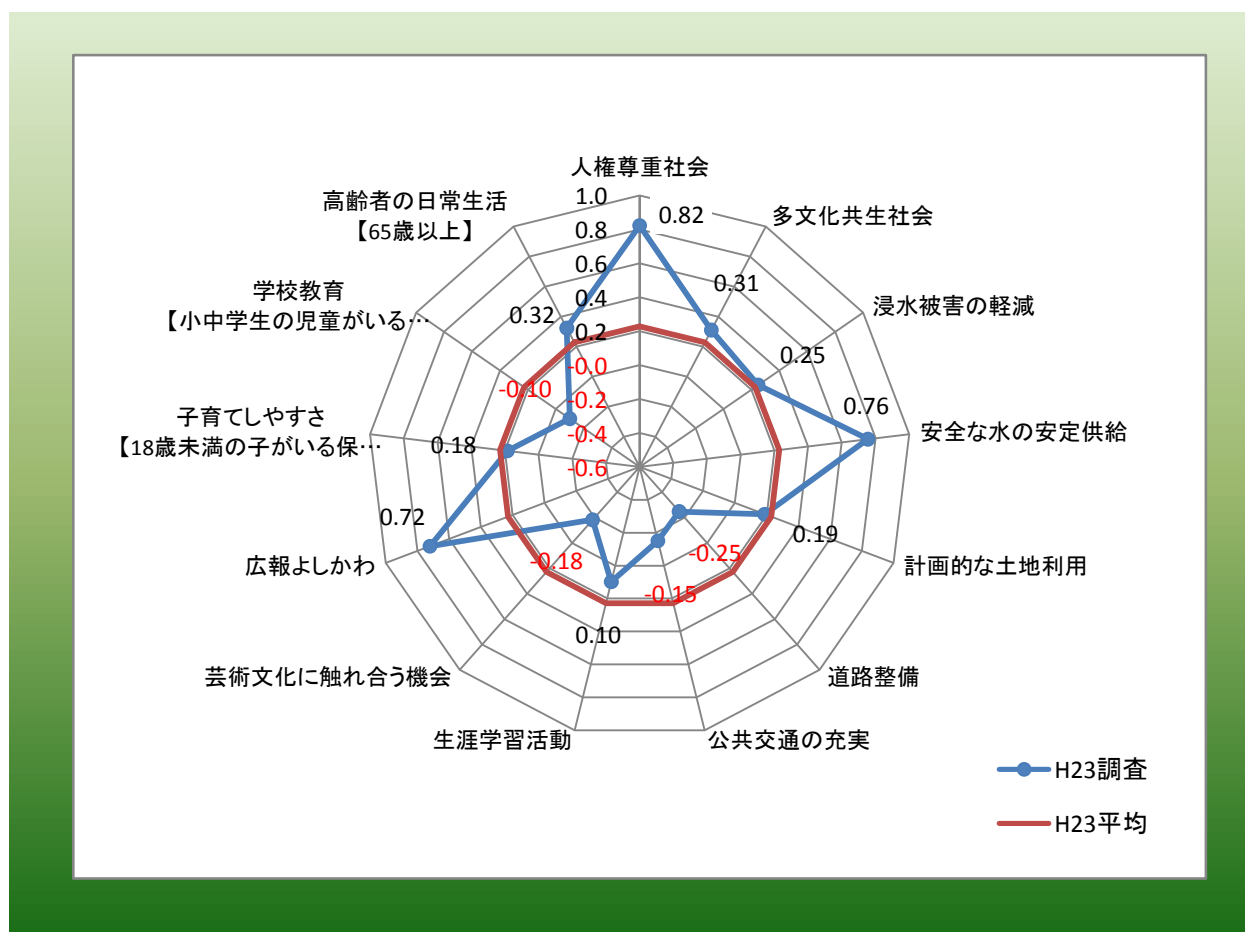 人権尊重社会
1.0
0.8
0.6
0.4
0.2
-0.0
-0.2
-0.4
-0.6
0.82
多文化共生社会
0.31
浸水被害の軽減
0.25
安全な水の安定供給
0.76
計画的な土地利用
0.19
道路整備
-0.25
公共交通の充実
-0.15
生涯学習活動
0.10
芸術文化に触れ合う機会
-0.18
広報よしかわ
0.72
子育てしやすさ
【18歳未満の子がいる保…
0.18
学校教育
【小中学生の児童がいる…
-0.10
高齢者の日常生活
【65歳以上】
0.32
H23調査
H23平均